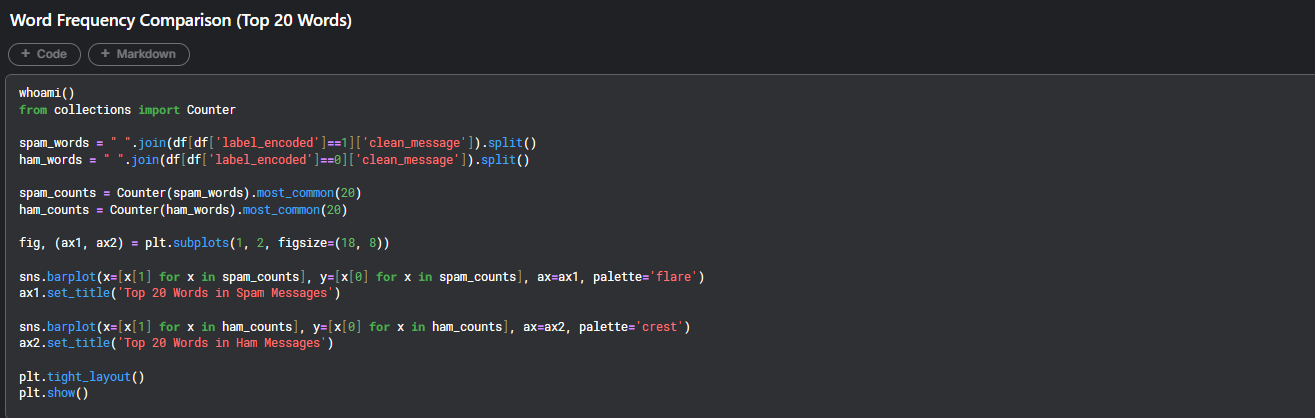 Word Frequency Comparison (Top 20 Words)
+ Code + Markdown
whoami()
from collections import Counter
spam_words = " ".join(df[df['label_encoded']==1]['clean_message']).split()
ham_words = " ".join(df[df['label_encoded']==0]['clean_message']).split()
spam_counts = Counter(spam_words).most_common(20)
ham_counts = Counter(ham_words).most_common(20)
fig, (ax1, ax2) = plt.subplots(1, 2, figsize=(18, 8))
sns.barplot(x=[x[1] for x in spam_counts], y=[x[0] for x in spam_counts], ax=ax1, palette='flare')
ax1.set_title('Top 20 Words in Spam Messages')
sns.barplot(x=[x[1] for x in ham_counts], y=[x[0] for x in ham_counts], ax=ax2, palette='crest')
ax2.set_title('Top 20 Words in Ham Messages')
plt.tight_layout()
plt.show()